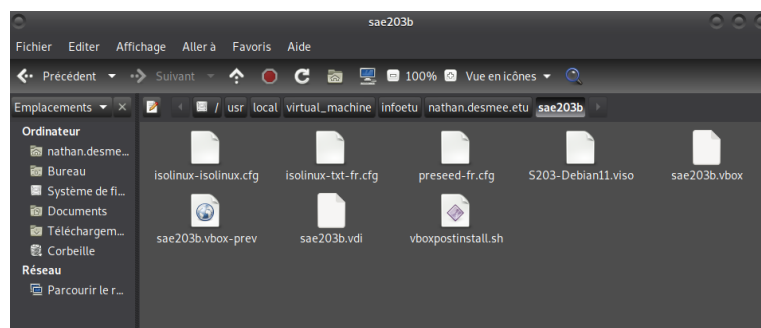 sae203b
Fichier Editer Affichage Aller à Favoris Aide
Précédent Suivant 100% Vue en icônes
Emplacements / usr local virtual_machine infoetu nathan.desmee.etu sae203b
Ordinateur
nathan.desme...
Bureau
Système de fi...
Documents
Téléchargem...
Corbeille
Réseau
Parcourir le r...
isolinux-isolinux.cfg isolinux-txt-fr.cfg preseed-fr.cfg S203-Debian11.viso sae203b.vbox
sae203b.vbox-prev sae203b.vdi vboxpostinstall.sh